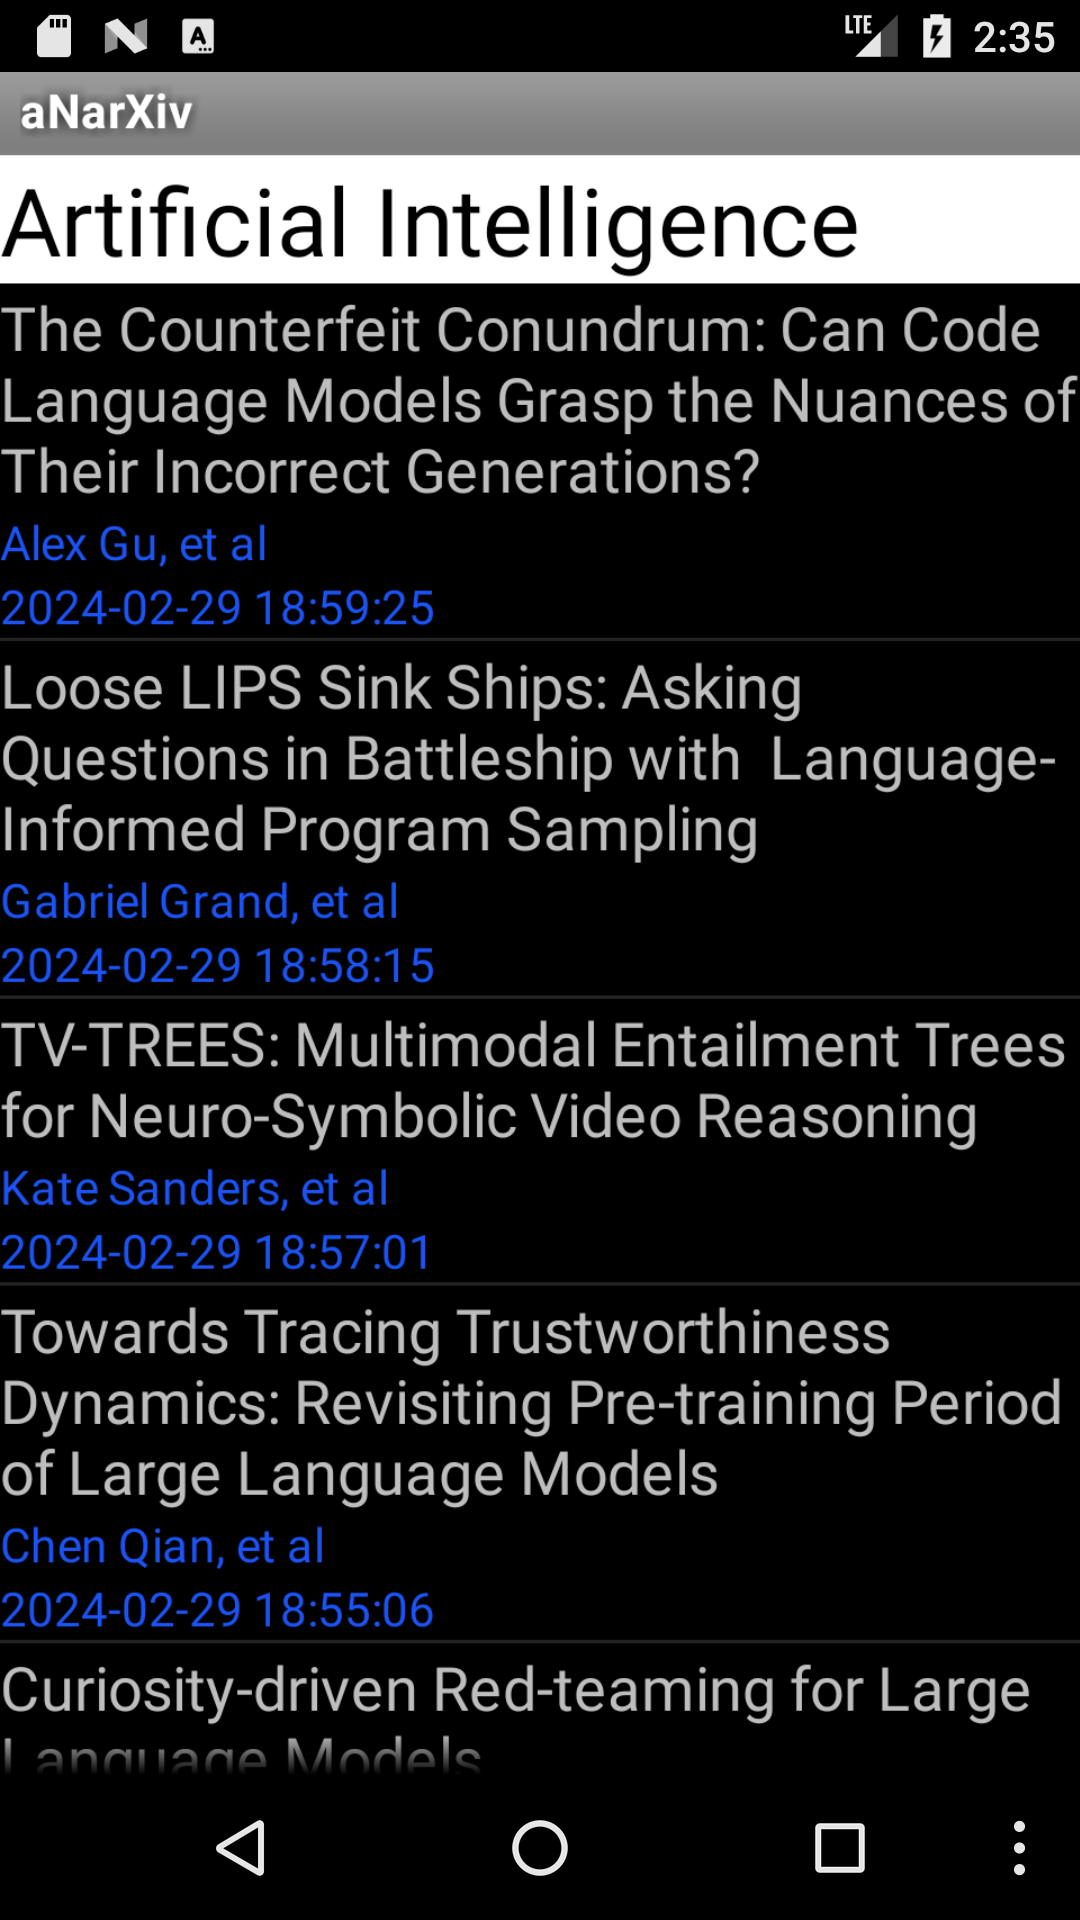 LTE 2:35
aNarXiv
Artificial Intelligence
The Counterfeit Conundrum: Can Code
Language Models Grasp the Nuances of
Their Incorrect Generations?
Alex Gu, et al
2024-02-29 18:59:25
Loose LIPS Sink Ships: Asking
Questions in Battleship with  Language-
Informed Program Sampling
Gabriel Grand, et al
2024-02-29 18:58:15
TV-TREES: Multimodal Entailment Trees
for Neuro-Symbolic Video Reasoning
Kate Sanders, et al
2024-02-29 18:57:01
Towards Tracing Trustworthiness
Dynamics: Revisiting Pre-training Period
of Large Language Models
Chen Qian, et al
2024-02-29 18:55:06
Curiosity-driven Red-teaming for Large
Language Models